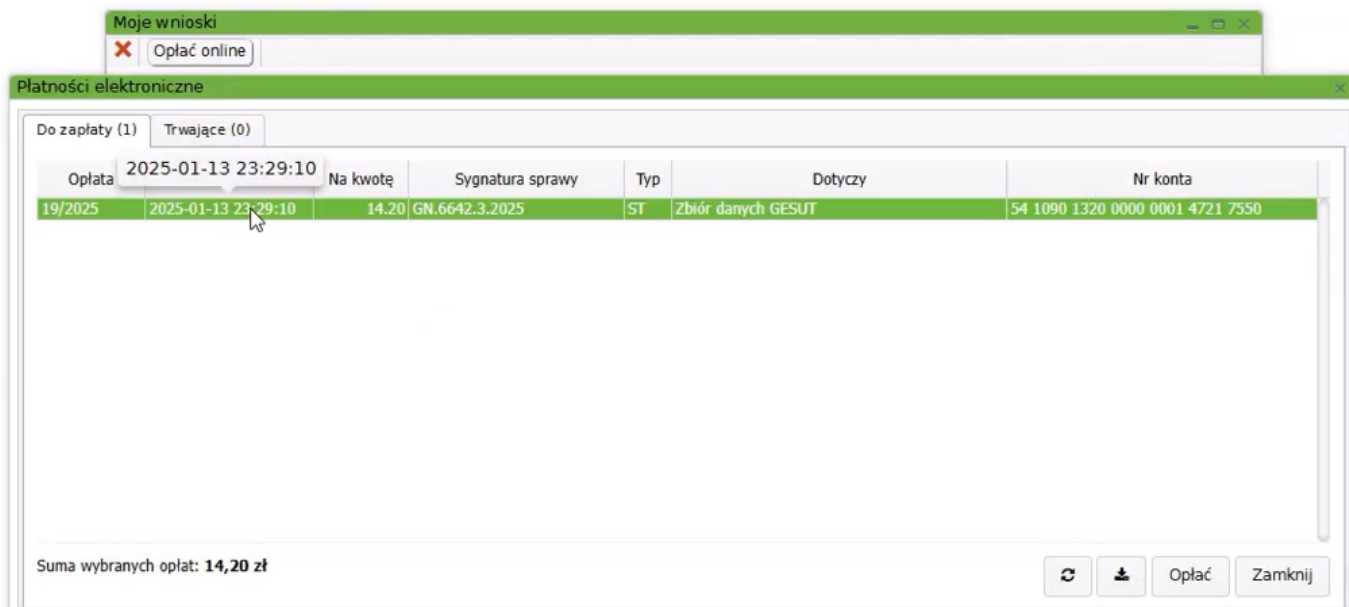 Moje wnioski
Opłać online
Płatności elektroniczne
Do zapłaty (1) Trwające (0)
2025-01-13 23:29:10
Opłata Na kwotę Sygnatura sprawy Typ Dotyczy Nr konta
19/2025 2025-01-13 23:29:10 14.20 GN.6642.3.2025 ST Zbiór danych GESUT 54 1090 1320 0000 0001 4721 7550
Suma wybranych opłat: 14,20 zł
Opłać Zamknij